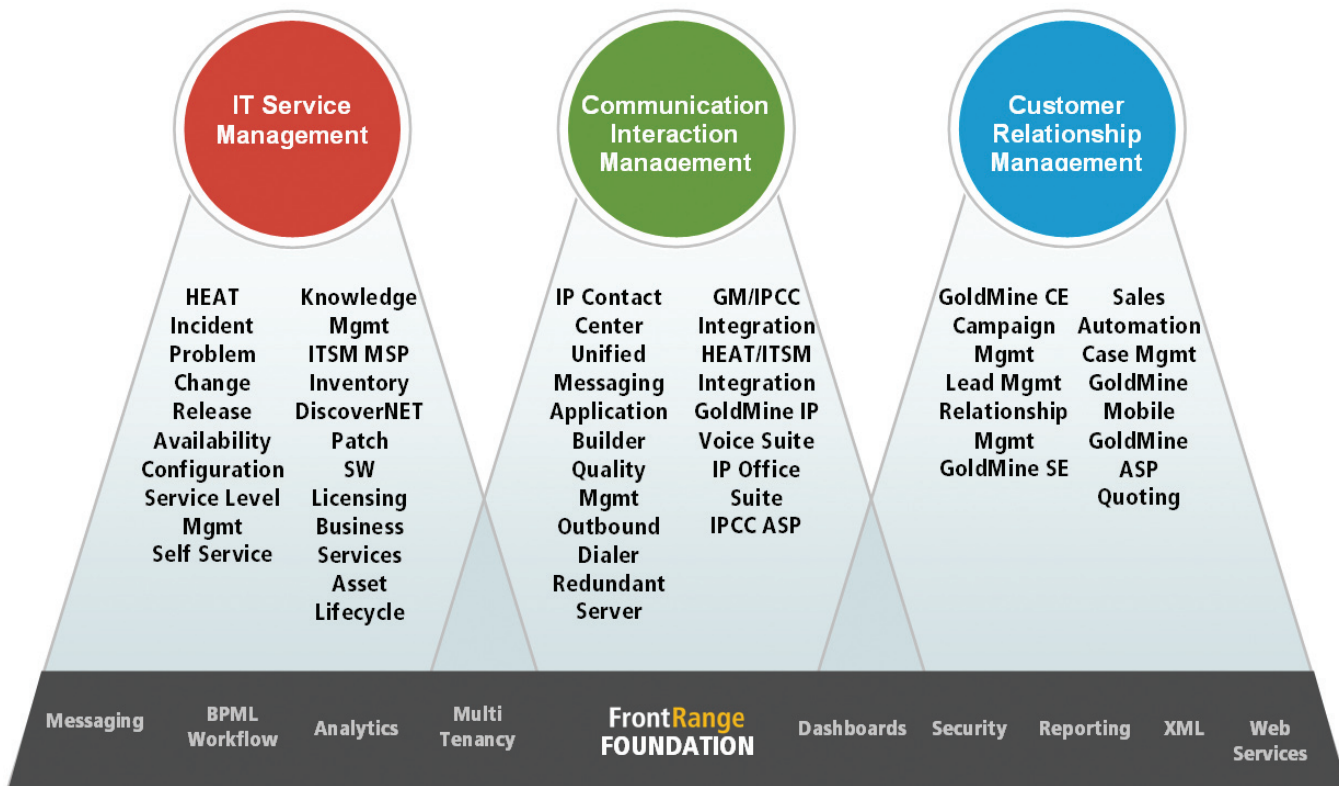 IT Service
Management
Communication
Interaction
Management
Customer
Relationship
Management
HEAT
Incident
Problem
Change
Release
Availability
Configuration
Service Level
Mgmt
Self Service
Knowledge
Mgmt
ITSM MSP
Inventory
DiscoverNET
Patch
SW
Licensing
Business
Services
Asset
Lifecycle
IP Contact
Center
Unified
Messaging
Application
Builder
Quality
Mgmt
Outbound
Dialer
Redundant
Server
GM/IPCC
Integration
HEAT/ITSM
Integration
GoldMine IP
Voice Suite
IP Office
Suite
IPCC ASP
GoldMine CE
Campaign
Mgmt
Lead Mgmt
Relationship
Mgmt
GoldMine SE
Sales
Automation
Case Mgmt
GoldMine
Mobile
GoldMine
ASP
Quoting
Messaging
BPML
Workflow
Analytics
Multi
Tenancy
FrontRange
FOUNDATION
Dashboards
Security
Reporting
XML
Web
Services